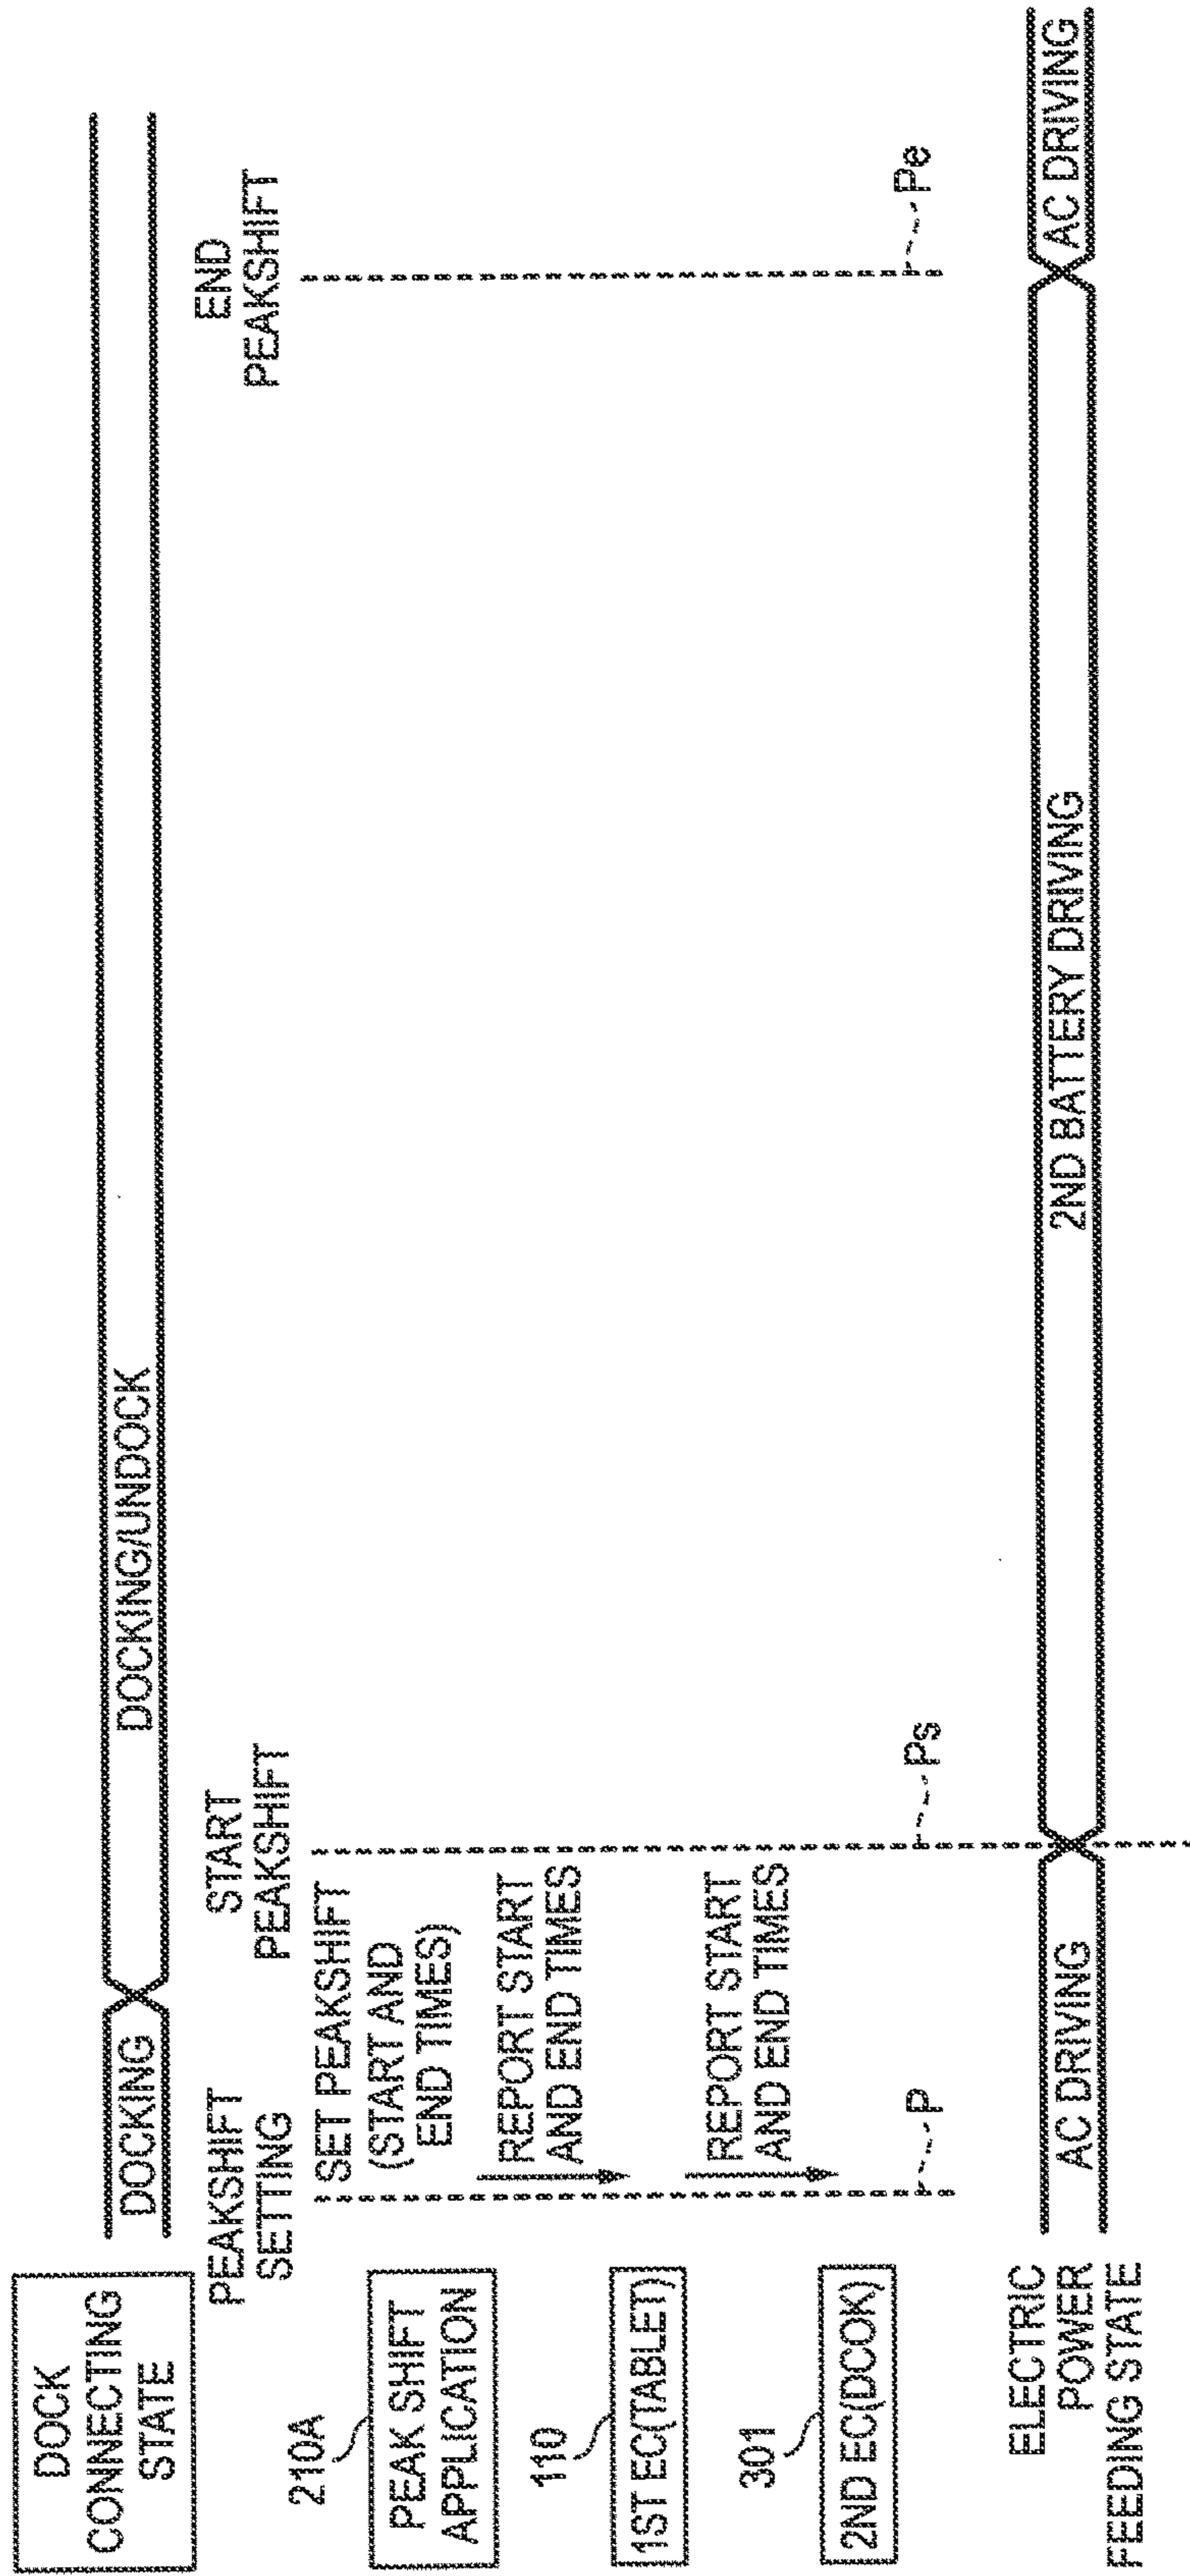 DOCK
CONNECTING
STATE
DOCKING
DOCKING/UNDOCK
PEAKSHIFT
SETTING
START
PEAKSHIFT
END
PEAKSHIFT
210A
PEAK SHIFT
APPLICATION
SET PEAKSHIFT
(START AND
END TIMES)
REPORT START
AND END TIMES
110
1ST EC(TABLET)
REPORT START
AND END TIMES
301
2ND EC(DCOK)
P
Ps
Pe
ELECTRIC
POWER
FEEDING STATE
AC DRIVING
2ND BATTERY DRIVING
AC DRIVING